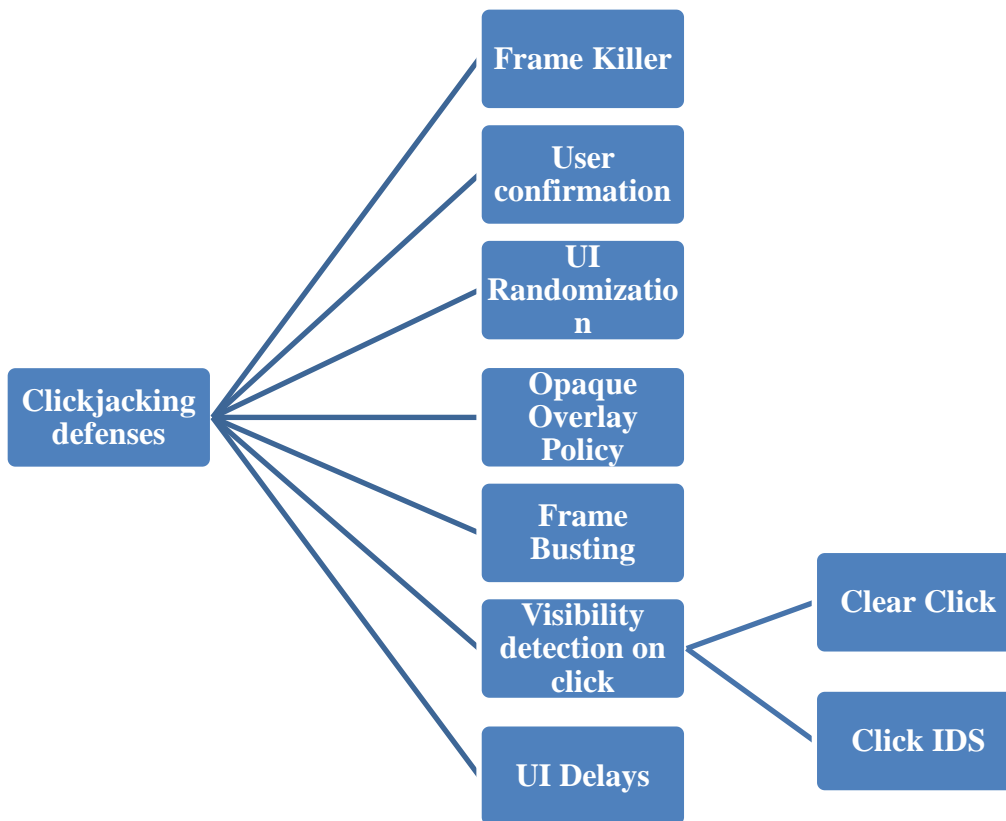 Frame Killer
User
confirmation
UI
Randomizatio
n
Clickjacking
defenses
Opaque
Overlay
Policy
Frame
Busting
Visibility
detection on
click
Clear Click
Click IDS
UI Delays